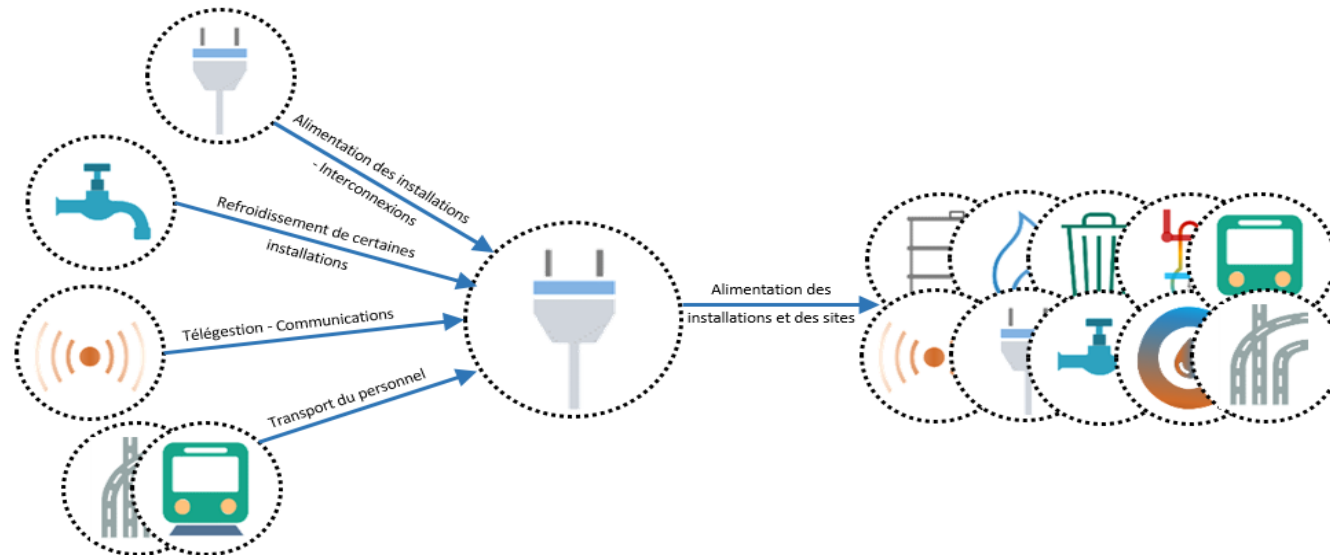 Alimentation des installations
- Interconnexions
Refroidissement de certaines
installations
Télégestion - Communications
Transport du personnel
Alimentation des
installations et des sites